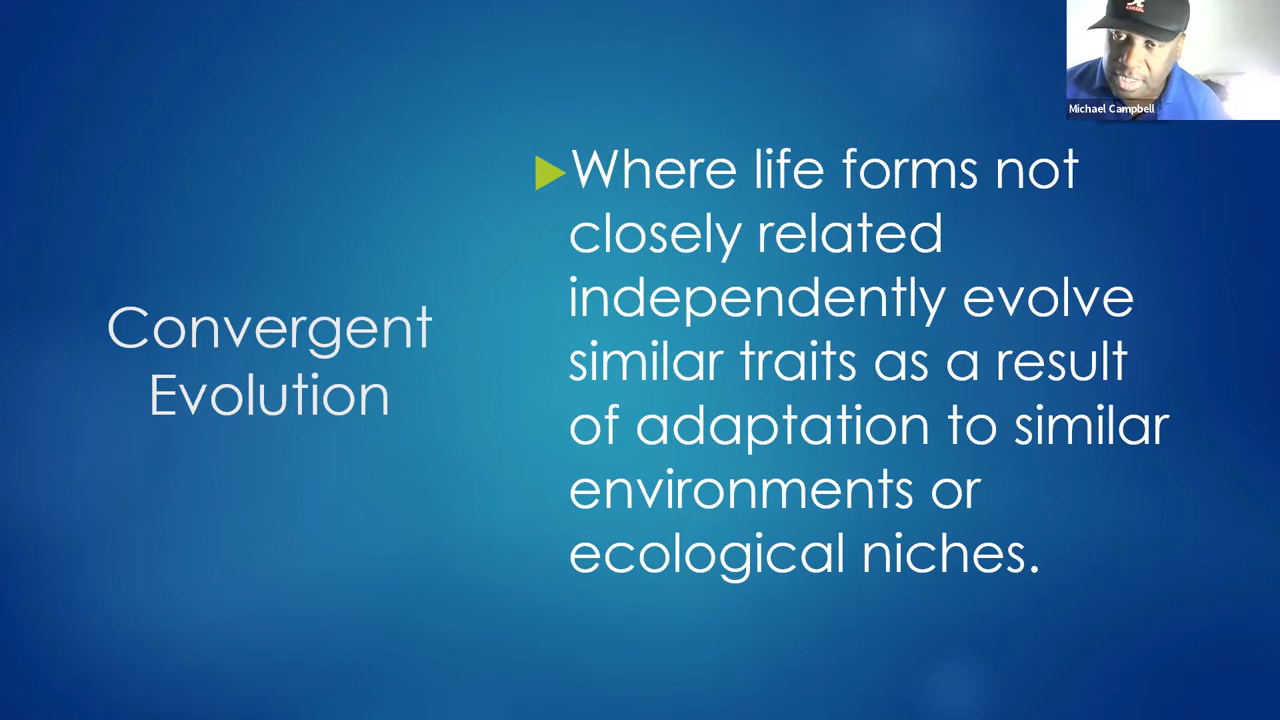 Michael Campbell
Convergent
Evolution
Where life forms not
closely related
independently evolve
similar traits as a result
of adaptation to similar
environments or
ecological niches.